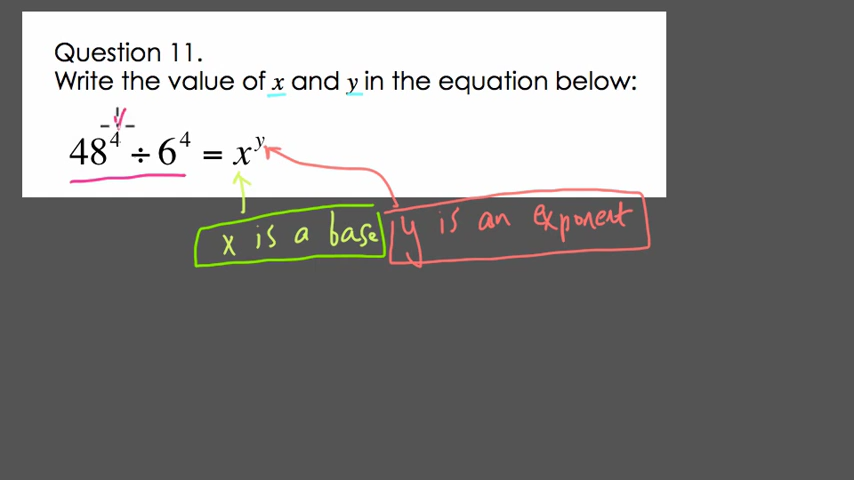 Question 11.
Write the value of x and y in the equation below:
48⁴ ÷ 6⁴ = xʸ
x is a base
y is an exponent